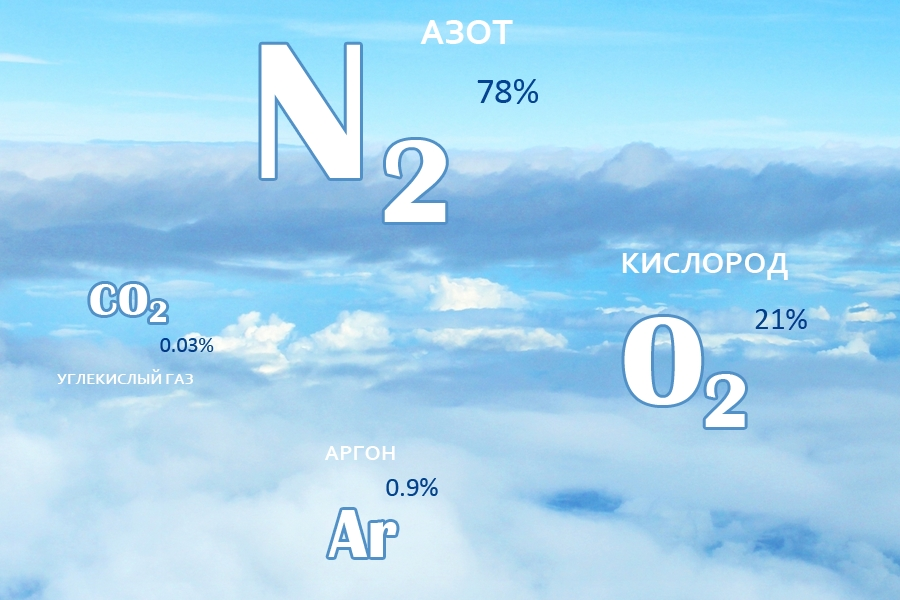 АЗОТ
78%
N2
КИСЛОРОД
21%
O2
CO2
0.03%
УГЛЕКИСЛЫЙ ГАЗ
АРГОН
0.9%
Ar